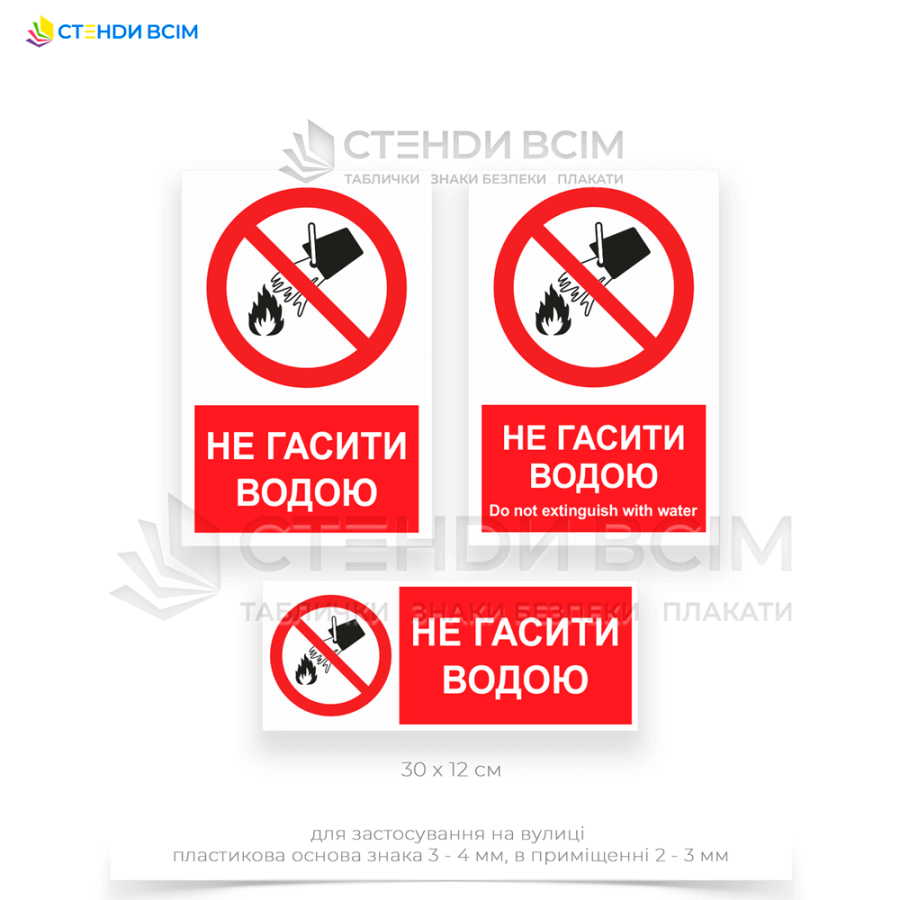 СТЕНДИ ВСІМ
СТЕНДИ ВСІМ
ТАБЛИЧКИ ЗНАКИ БЕЗПЕКИ ПЛАКАТИ
НЕ ГАСИТИ
ВОДОЮ
НЕ ГАСИТИ
ВОДОЮ
Do not extinguish with water
СТЕНДИ ВСІМ
ТАБЛИЧКИ ЗНАКИ БЕЗПЕКИ ПЛАКАТИ
НЕ ГАСИТИ
ВОДОЮ
30 х 12 см
для застосування на вулиці
пластикова основа знака 3 - 4 мм, в приміщенні 2 - 3 мм